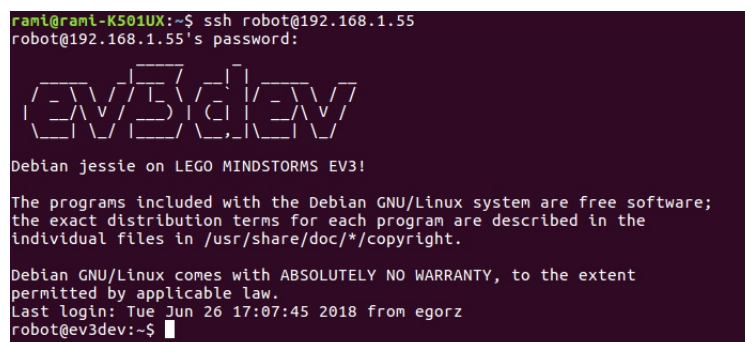 rami@rami-K501UX:~$ ssh robot@192.168.1.55
robot@192.168.1.55's password:
ev3dev
Debian jessie on LEGO MINDSTORMS EV3!
The programs included with the Debian GNU/Linux system are free software;
the exact distribution terms for each program are described in the
individual files in /usr/share/doc/*/copyright.
Debian GNU/Linux comes with ABSOLUTELY NO WARRANTY, to the extent
permitted by applicable law.
Last login: Tue Jun 26 17:07:45 2018 from egorz
robot@ev3dev:~$